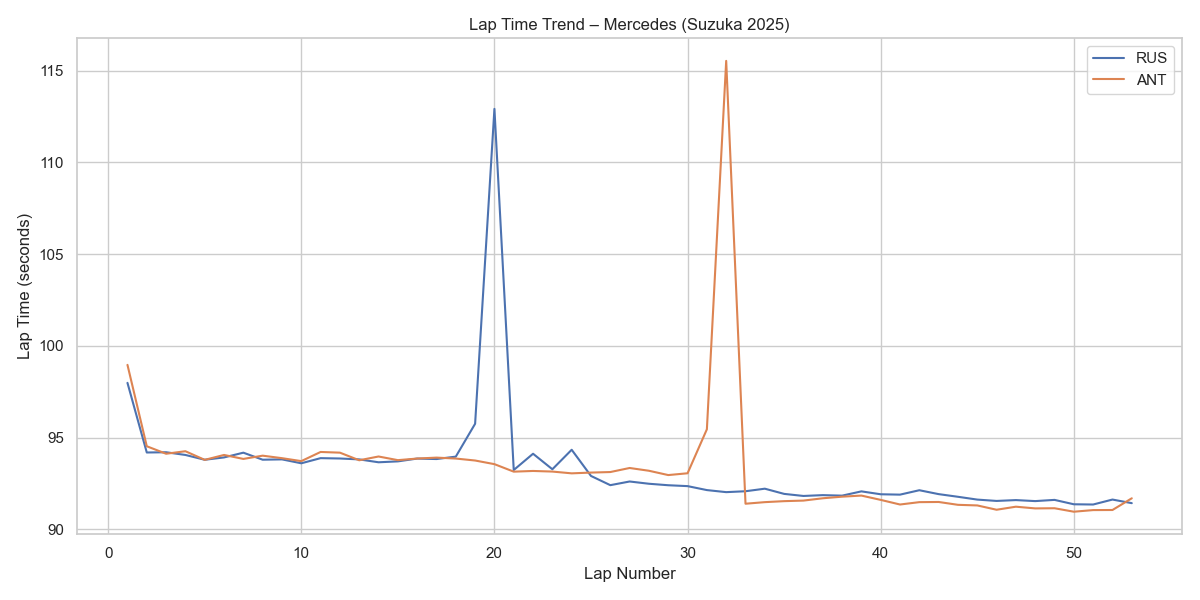 Lap Time Trend – Mercedes (Suzuka 2025)
RUS
ANT
Lap Time (seconds)
115
110
105
100
95
90
0 10 20 30 40 50
Lap Number